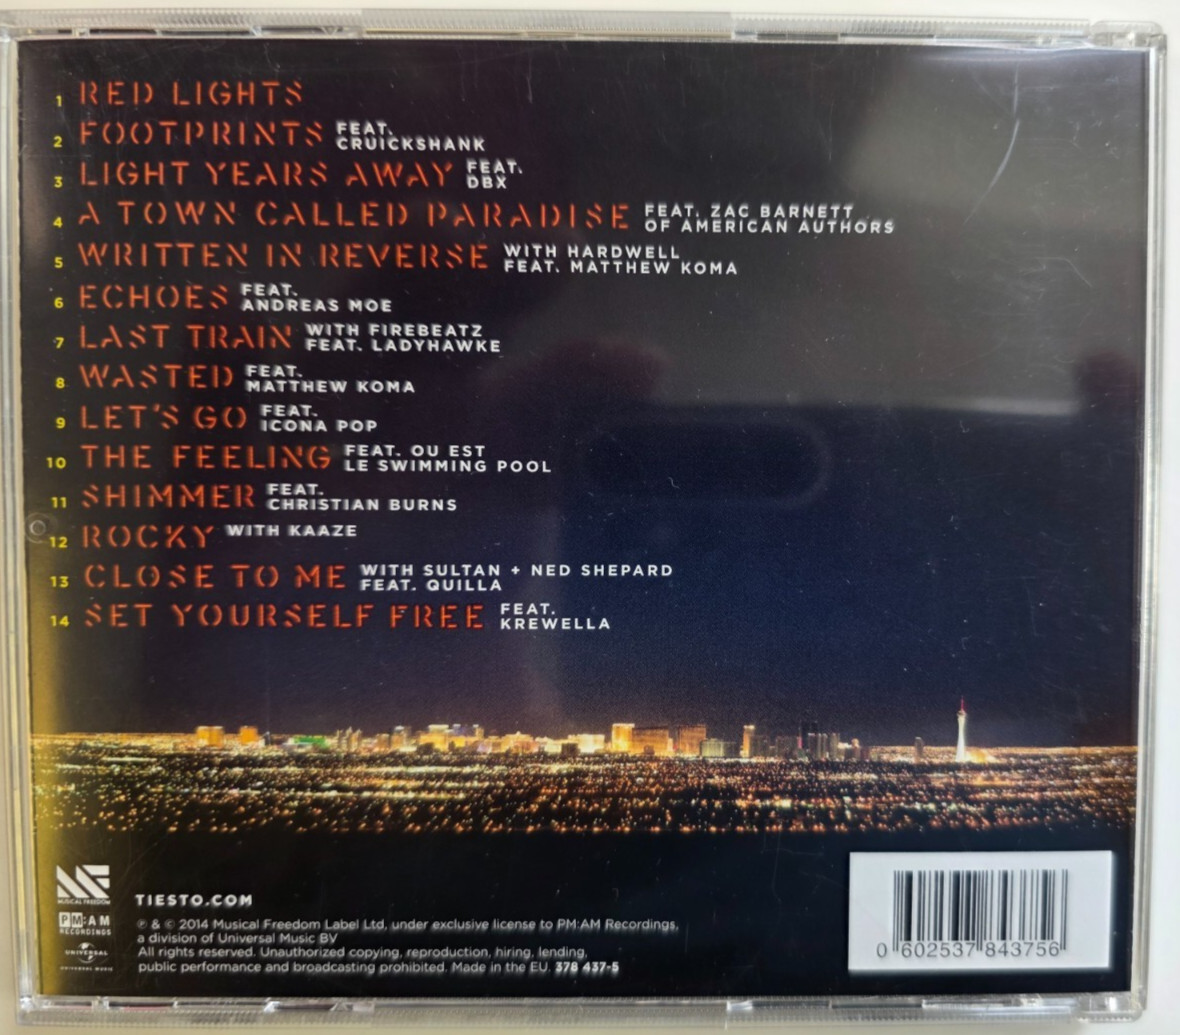 1 RED LIGHTS
2 FOOTPRINTS FEAT. CRUICKSHANK
3 LIGHT YEARS AWAY FEAT. DBX
4 A TOWN CALLED PARADISE FEAT. ZAC BARNETT OF AMERICAN AUTHORS
5 WRITTEN IN REVERSE WITH HARDWELL FEAT. MATTHEW KOMA
6 ECHOES FEAT. ANDREAS MOE
7 LAST TRAIN WITH FIREBEATZ FEAT. LADYHAWKE
8 WASTED FEAT. MATTHEW KOMA
9 LET'S GO FEAT. ICONA POP
10 THE FEELING FEAT. OU EST LE SWIMMING POOL
11 SHIMMER FEAT. CHRISTIAN BURNS
12 ROCKY WITH KAAZE
13 CLOSE TO ME WITH SULTAN + NED SHEPARD FEAT. QUILLA
14 SET YOURSELF FREE FEAT. KREWELLA
MUSICAL FREEDOM
PM:AM
RECORDINGS
UNIVERSAL
UNIVERSAL MUSIC
TIESTO.COM
℗ & © 2014 Musical Freedom Label Ltd, under exclusive license to PM:AM Recordings,
a division of Universal Music BV
All rights reserved. Unauthorized copying, reproduction, hiring, lending,
public performance and broadcasting prohibited. Made in the EU. 378 437-5
0 602537 843756